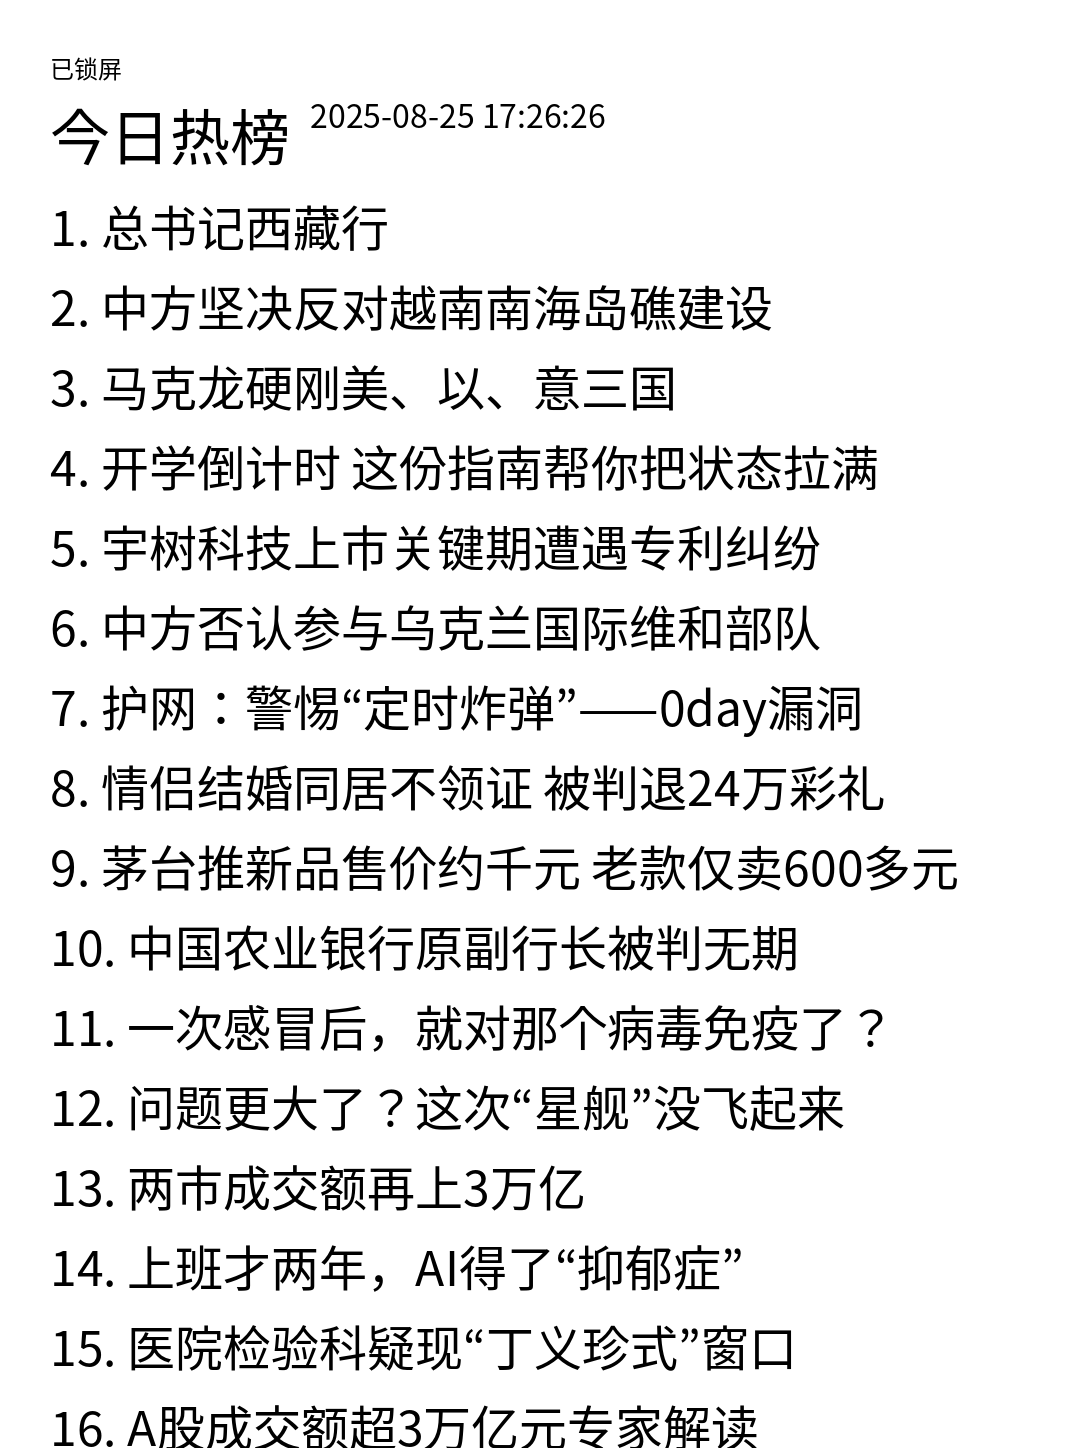 已锁屏
今日热榜 2025-08-25 17:26:26
1. 总书记西藏行
2. 中方坚决反对越南南海岛礁建设
3. 马克龙硬刚美、以、意三国
4. 开学倒计时 这份指南帮你把状态拉满
5. 宇树科技上市关键期遭遇专利纠纷
6. 中方否认参与乌克兰国际维和部队
7. 护网：警惕“定时炸弹”——0day漏洞
8. 情侣结婚同居不领证 被判退24万彩礼
9. 茅台推新品售价约千元 老款仅卖600多元
10. 中国农业银行原副行长被判无期
11. 一次感冒后，就对那个病毒免疫了？
12. 问题更大了？这次“星舰”没飞起来
13. 两市成交额再上3万亿
14. 上班才两年，AI得了“抑郁症”
15. 医院检验科疑现“丁义珍式”窗口
16. A股成交额超3万亿元专家解读